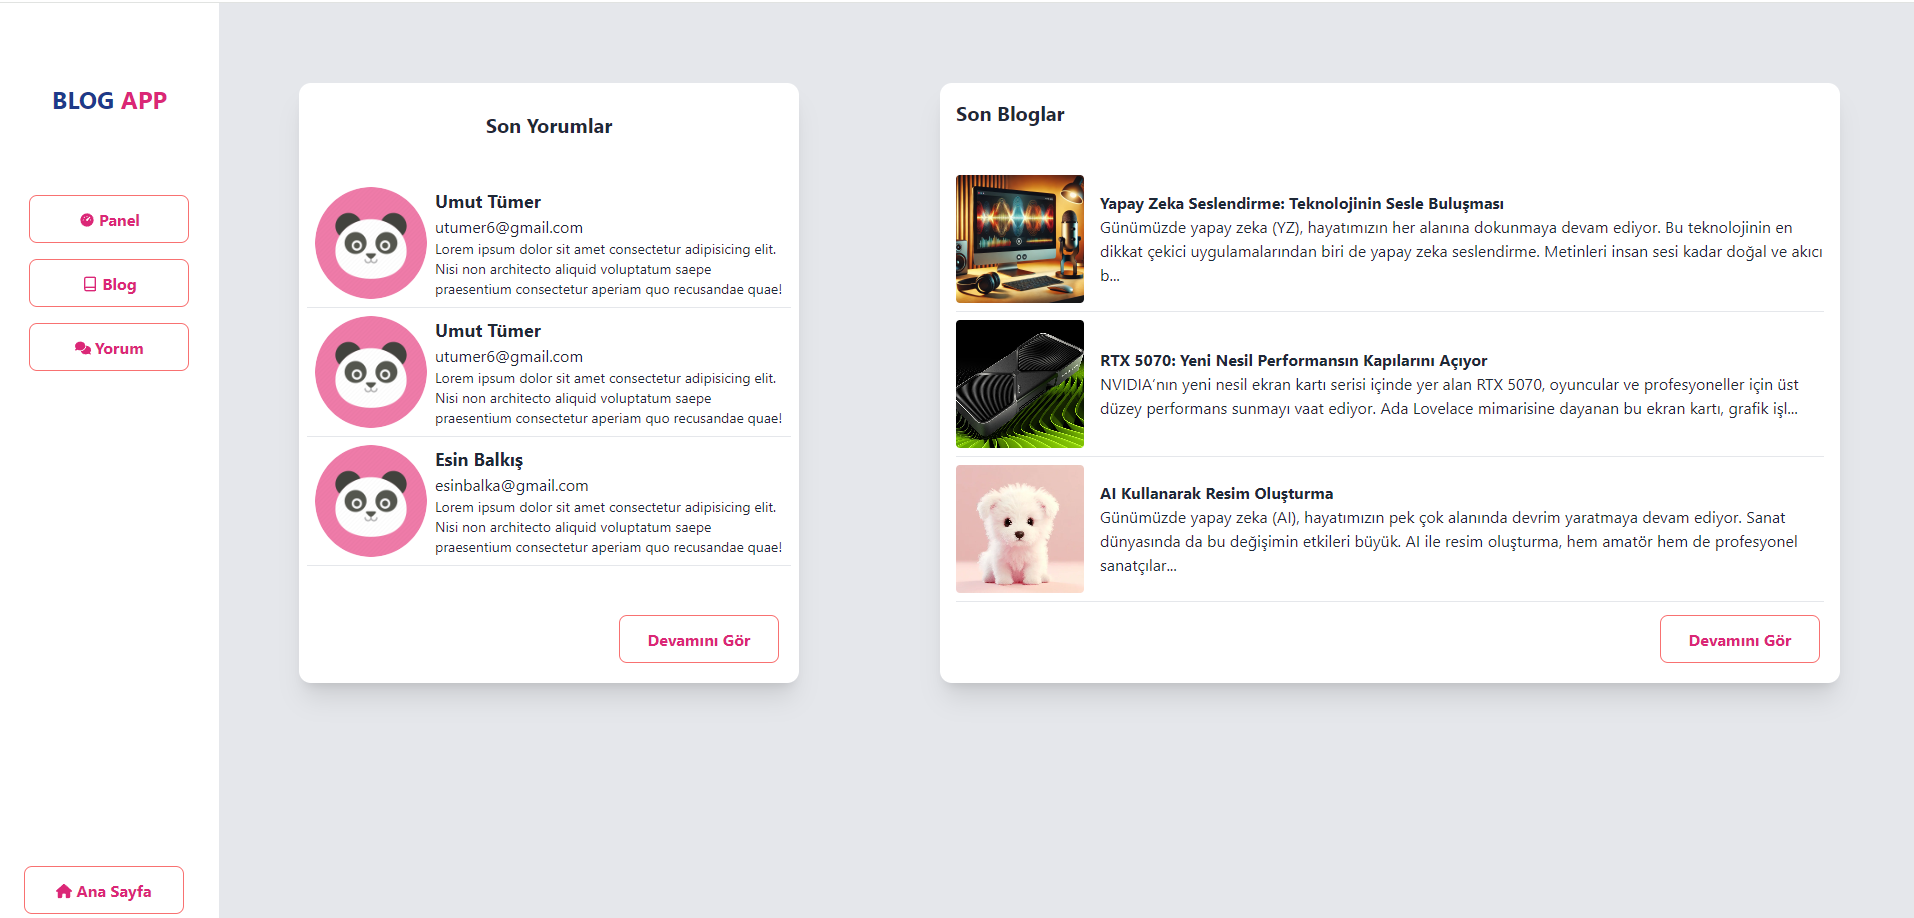 BLOG APP
Panel
Blog
Yorum
Ana Sayfa
Son Yorumlar
Umut Tümer
utumer6@gmail.com
Lorem ipsum dolor sit amet consectetur adipisicing elit.
Nisi non architecto aliquid voluptatum saepe
praesentium consectetur aperiam quo recusandae quae!
Umut Tümer
utumer6@gmail.com
Lorem ipsum dolor sit amet consectetur adipisicing elit.
Nisi non architecto aliquid voluptatum saepe
praesentium consectetur aperiam quo recusandae quae!
Esin Balkış
esinbalka@gmail.com
Lorem ipsum dolor sit amet consectetur adipisicing elit.
Nisi non architecto aliquid voluptatum saepe
praesentium consectetur aperiam quo recusandae quae!
Devamını Gör
Son Bloglar
Yapay Zeka Seslendirme: Teknolojinin Sesle Buluşması
Günümüzde yapay zeka (YZ), hayatımızın her alanına dokunmaya devam ediyor. Bu teknolojinin en
dikkat çekici uygulamalarından biri de yapay zeka seslendirme. Metinleri insan sesi kadar doğal ve akıcı
b...
RTX 5070: Yeni Nesil Performansın Kapılarını Açıyor
NVIDIA’nın yeni nesil ekran kartı serisi içinde yer alan RTX 5070, oyuncular ve profesyoneller için üst
düzey performans sunmayı vaat ediyor. Ada Lovelace mimarisine dayanan bu ekran kartı, grafik işl...
AI Kullanarak Resim Oluşturma
Günümüzde yapay zeka (AI), hayatımızın pek çok alanında devrim yaratmaya devam ediyor. Sanat
dünyasında da bu değişimin etkileri büyük. AI ile resim oluşturma, hem amatör hem de profesyonel
sanatçılar...
Devamını Gör